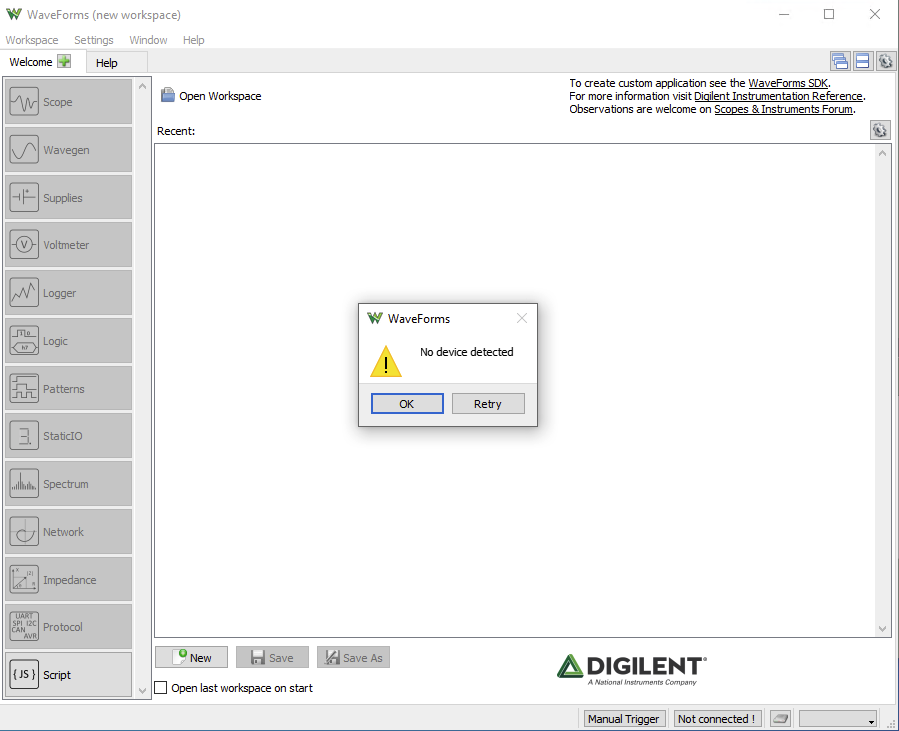 WaveForms (new workspace)
Workspace Settings Window Help
Welcome Help
To create custom application see the WaveForms SDK.
Open Workspace
For more information visit Digilent Instrumentation Reference.
Observations are welcome on Scopes & Instruments Forum.
Recent:
Scope
Wavegen
Supplies
V Voltmeter
Logger
Logic
Patterns
StaticIO
Spectrum
Network
Impedance
UART
SPI I2C
CAN
AVR
Protocol
{JS} Script
WaveForms
No device detected
OK Retry
New Save Save As
Open last workspace on start
DIGILENT
A National Instruments Company
Manual Trigger Not connected !